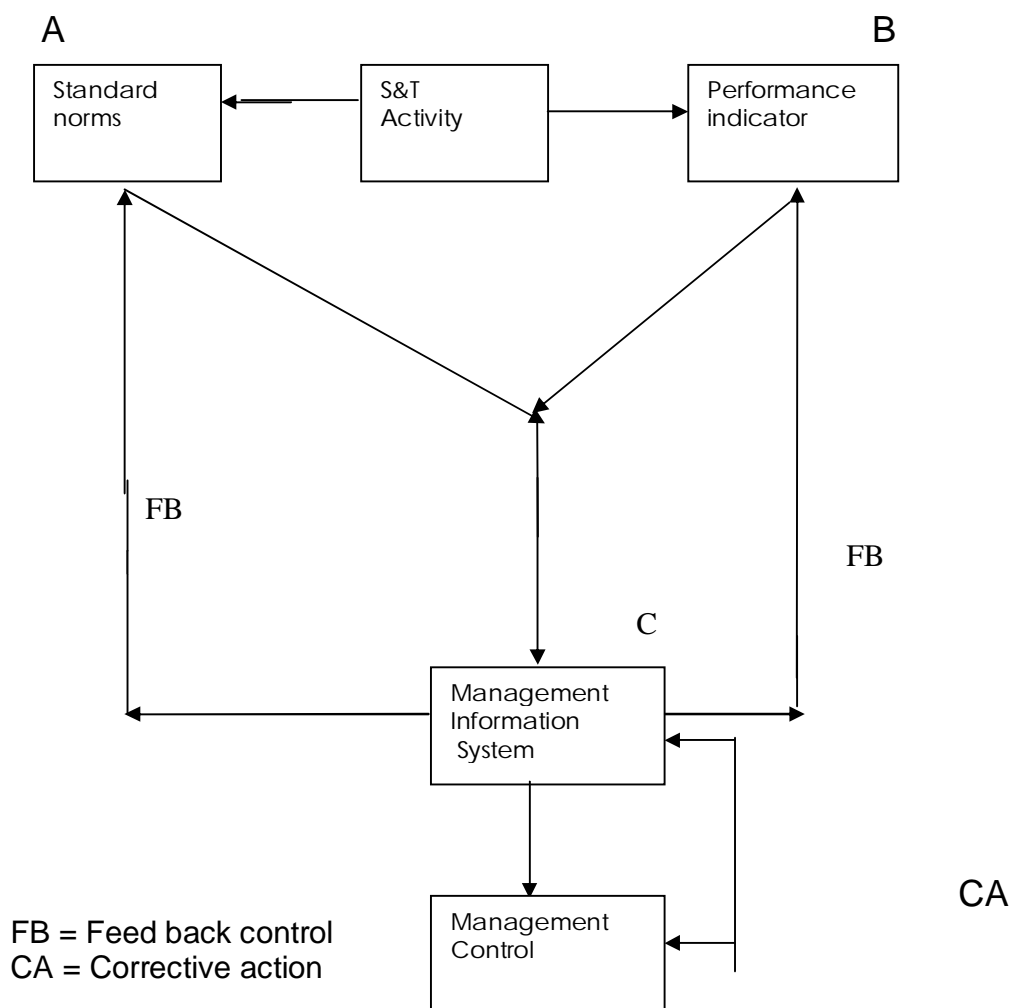 A
B
Standard
norms
S&T
Activity
Performance
indicator
FB
FB
C
Management
Information
System
CA
Management
Control
FB = Feed back control
CA = Corrective action